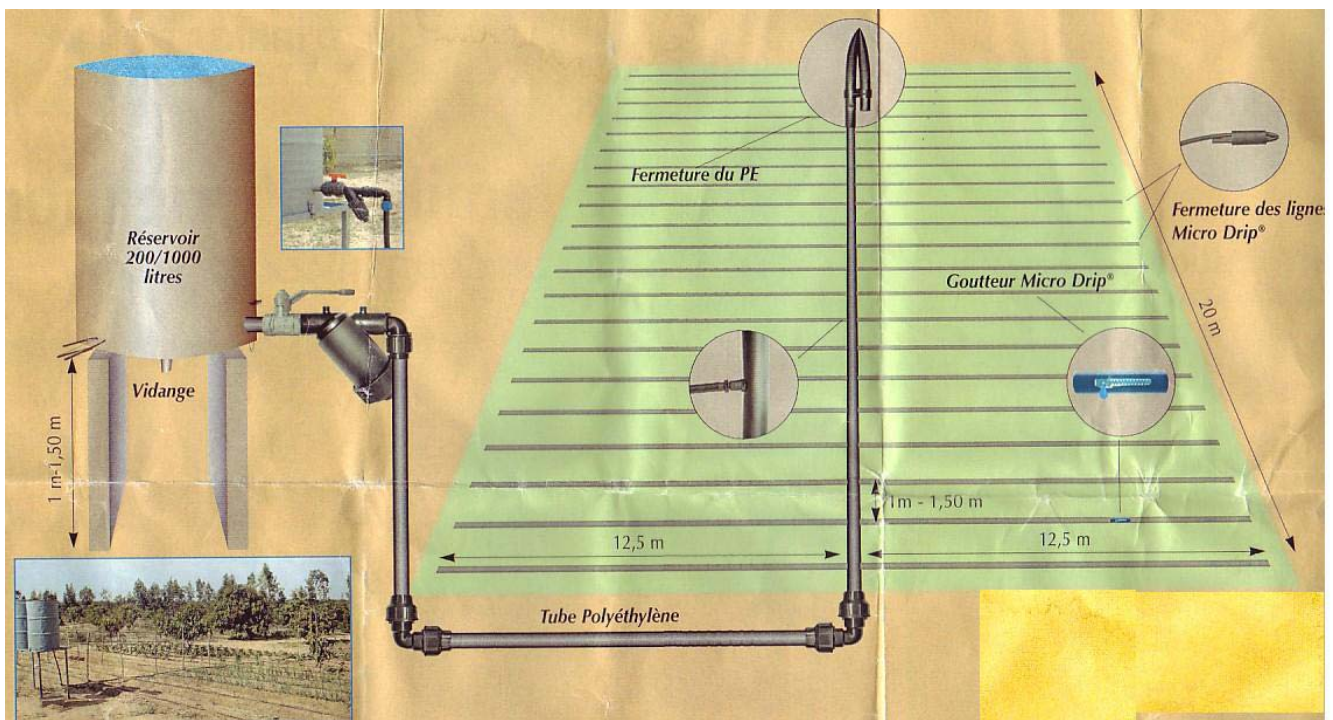 Réservoir
200/1000
litres
Vidange
1 m-1,50 m
Fermeture du PE
Fermeture des lignes
Micro Drip®
Goutteur Micro Drip®
20 m
1m - 1,50 m
12,5 m
12,5 m
Tube Polyéthylène